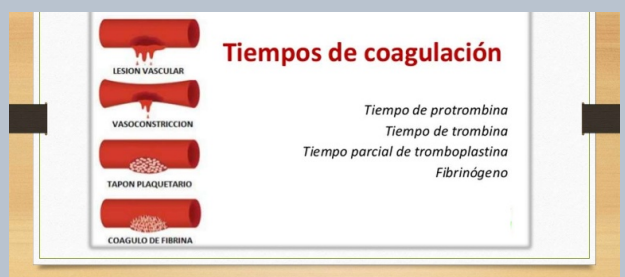 Tiempos de coagulación
LESION VASCULAR
VASOCONSTRICCION
TAPON PLAQUETARIO
COAGULO DE FIBRINA
Tiempo de protrombina
Tiempo de trombina
Tiempo parcial de tromboplastina
Fibrinógeno